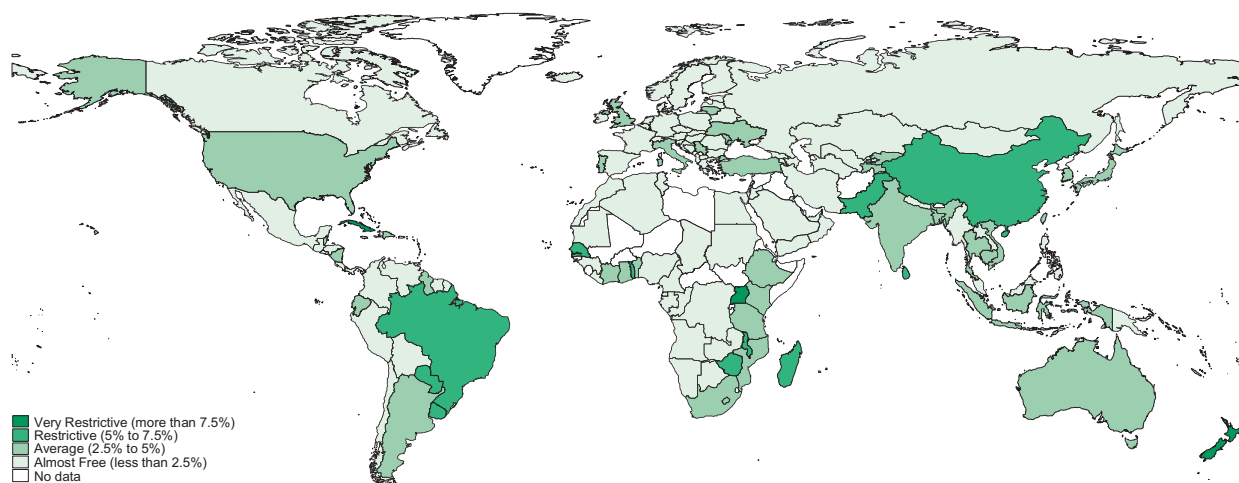 Very Restrictive (more than 7.5%)
Restrictive (5% to 7.5%)
Average (2.5% to 5%)
Almost Free (less than 2.5%)
No data